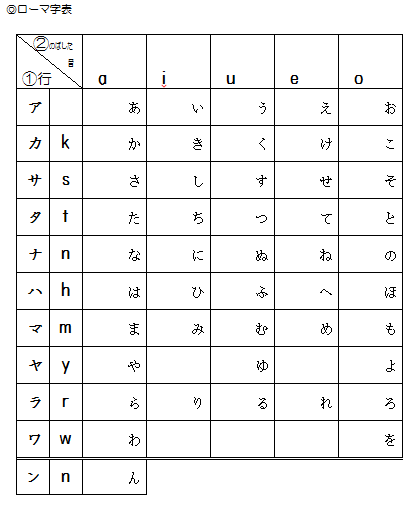 ◎ローマ字表
②のばした音
①行 a i u e o
ア あ い う え お
カ k か き く け こ
サ s さ し す せ そ
タ t た ち つ て と
ナ n な に ぬ ね の
ハ h は ひ ふ へ ほ
マ m ま み む め も
ヤ y や ゆ よ
ラ r ら り る れ ろ
ワ w わ を
ン n ん